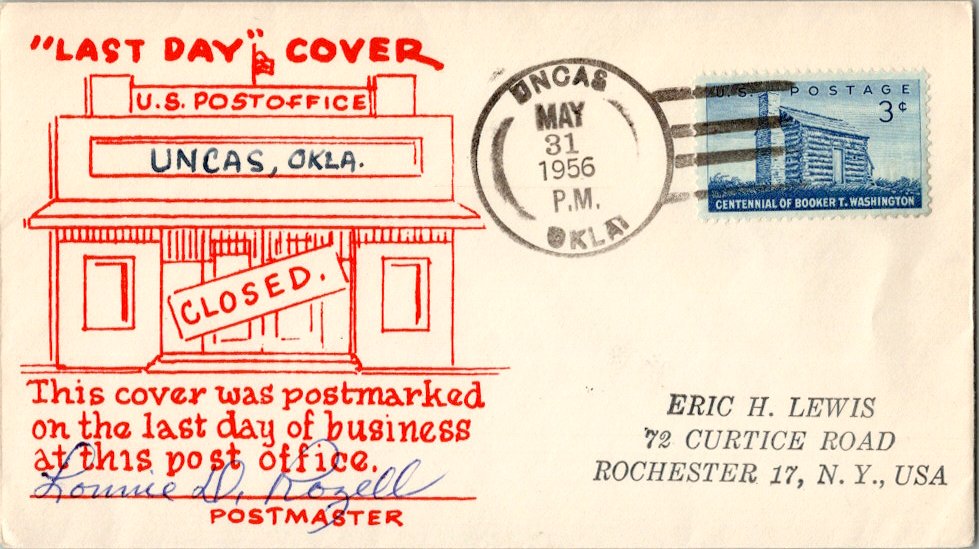 "LAST DAY" COVER
U.S. POST OFFICE
UNCAS, OKLA.
CLOSED.
This cover was postmarked
on the last day of business
at this post office.
Lonnie D. Rozell
POSTMASTER
UNCAS
MAY
31
1956
P.M.
OKLA
U.S. POSTAGE
3¢
CENTENNIAL OF BOOKER T. WASHINGTON
ERIC H. LEWIS
72 CURTICE ROAD
ROCHESTER 17, N. Y., USA